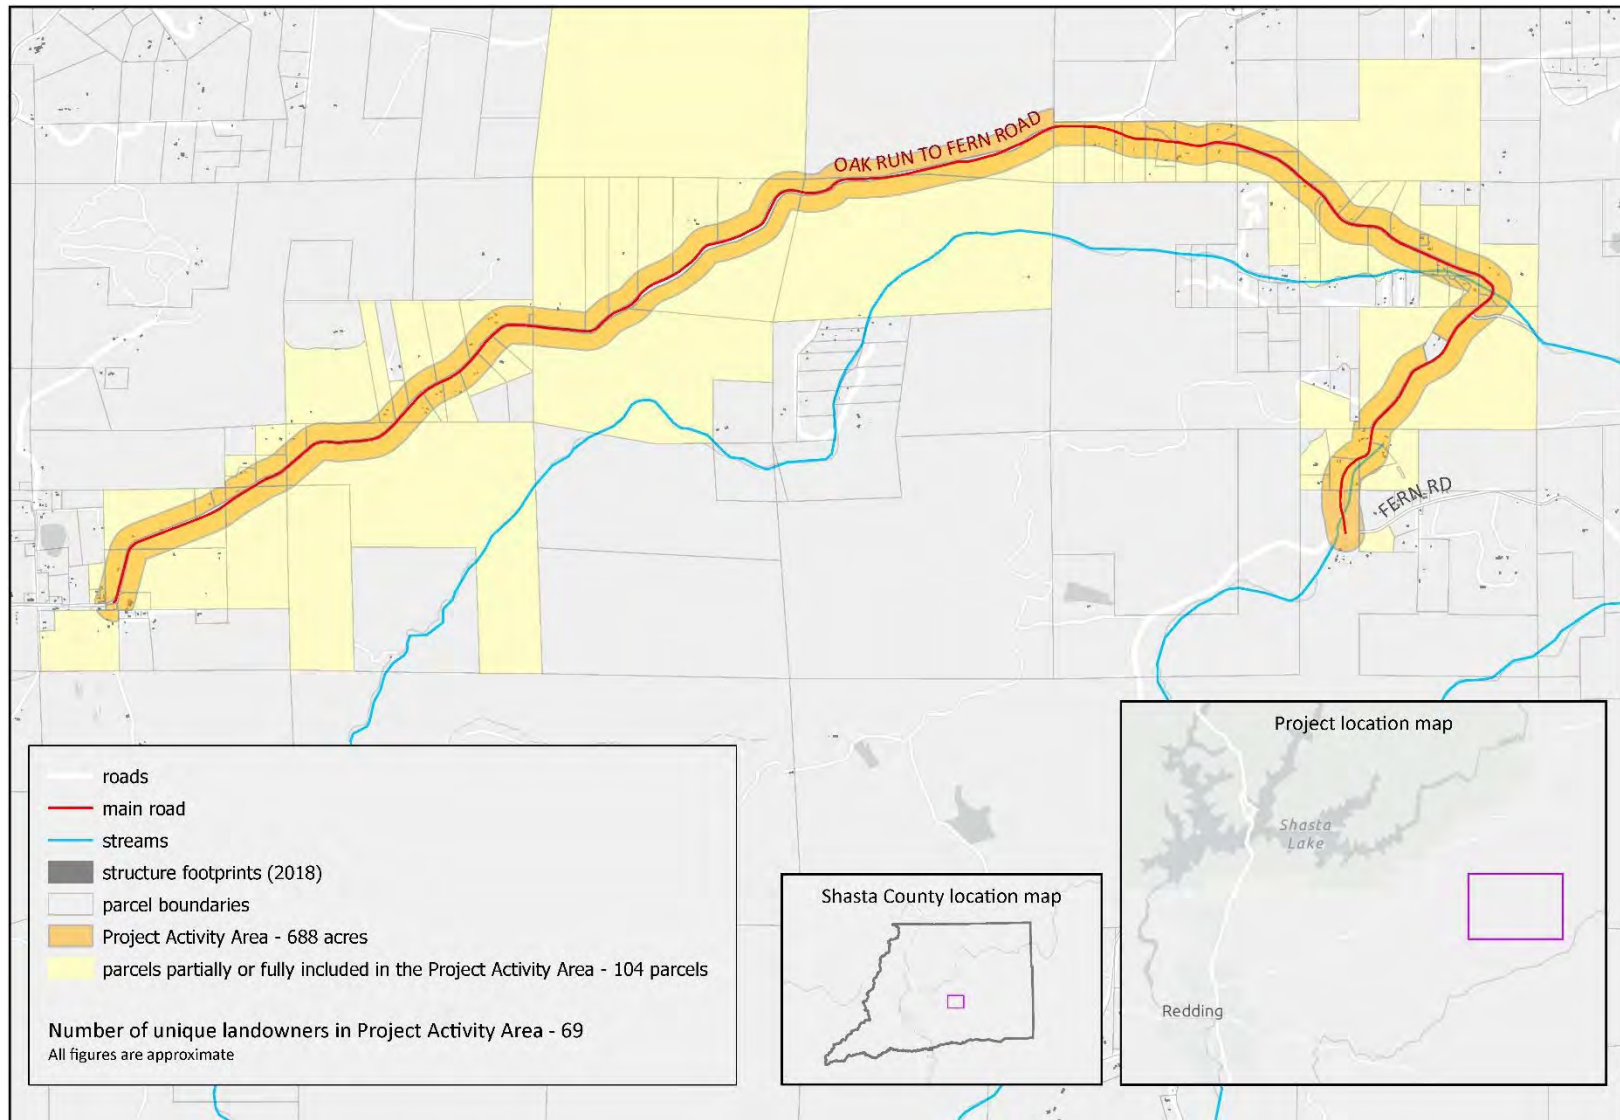 OAK RUN TO FERN ROAD
FERN RD
roads
main road
streams
structure footprints (2018)
parcel boundaries
Project Activity Area - 688 acres
parcels partially or fully included in the Project Activity Area - 104 parcels
Number of unique landowners in Project Activity Area - 69
All figures are approximate
Shasta County location map
Project location map
Shasta
Lake
Redding